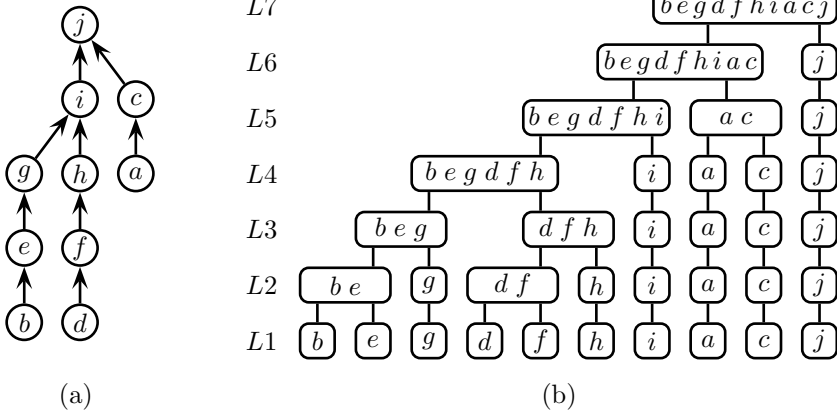 j
i c
g h a
e f
b d
(a)
L7 b e g d f h i a c j
L6 b e g d f h i a c j
L5 b e g d f h i a c j
L4 b e g d f h i a c j
L3 b e g d f h i a c j
L2 b e g d f h i a c j
L1 b e g d f h i a c j
(b)